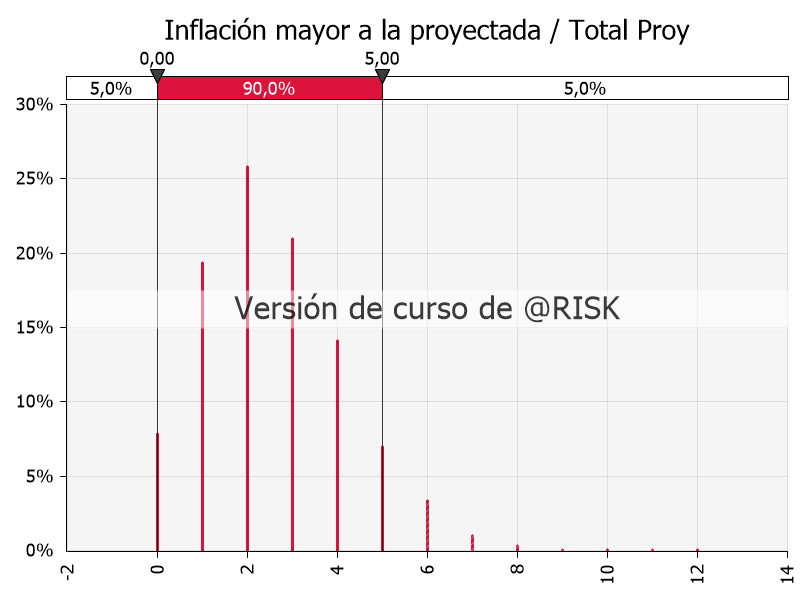 Inflación mayor a la proyectada / Total Proy
0,00 5,00
5,0% 90,0% 5,0%
30%
25%
20%
Versión de curso de @RISK
15%
10%
5%
0%
-2 0 2 4 6 8 10 12 14